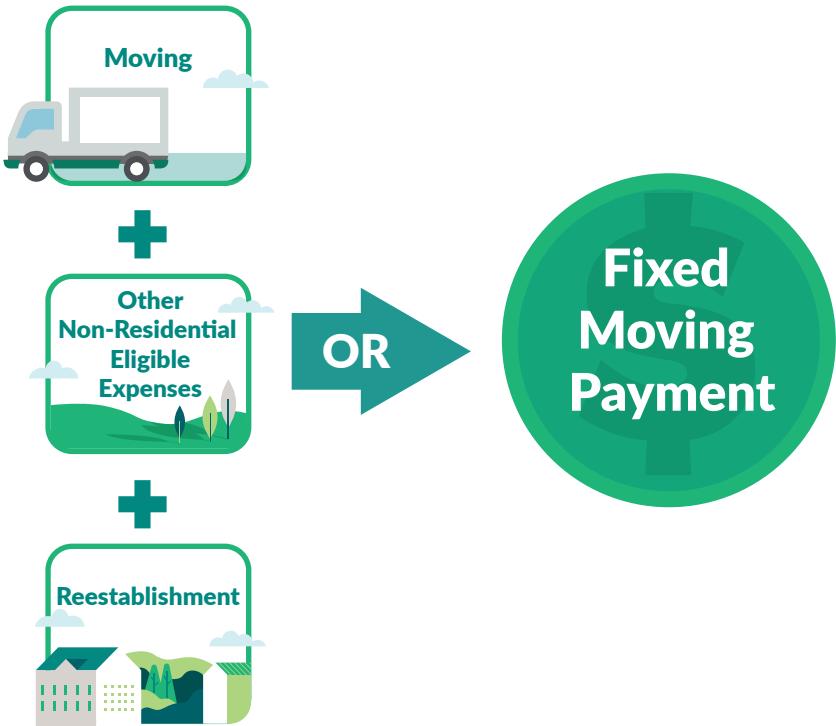 Moving
Other
Non-Residential
Eligible
Expenses
Reestablishment
OR
$
Fixed
Moving
Payment